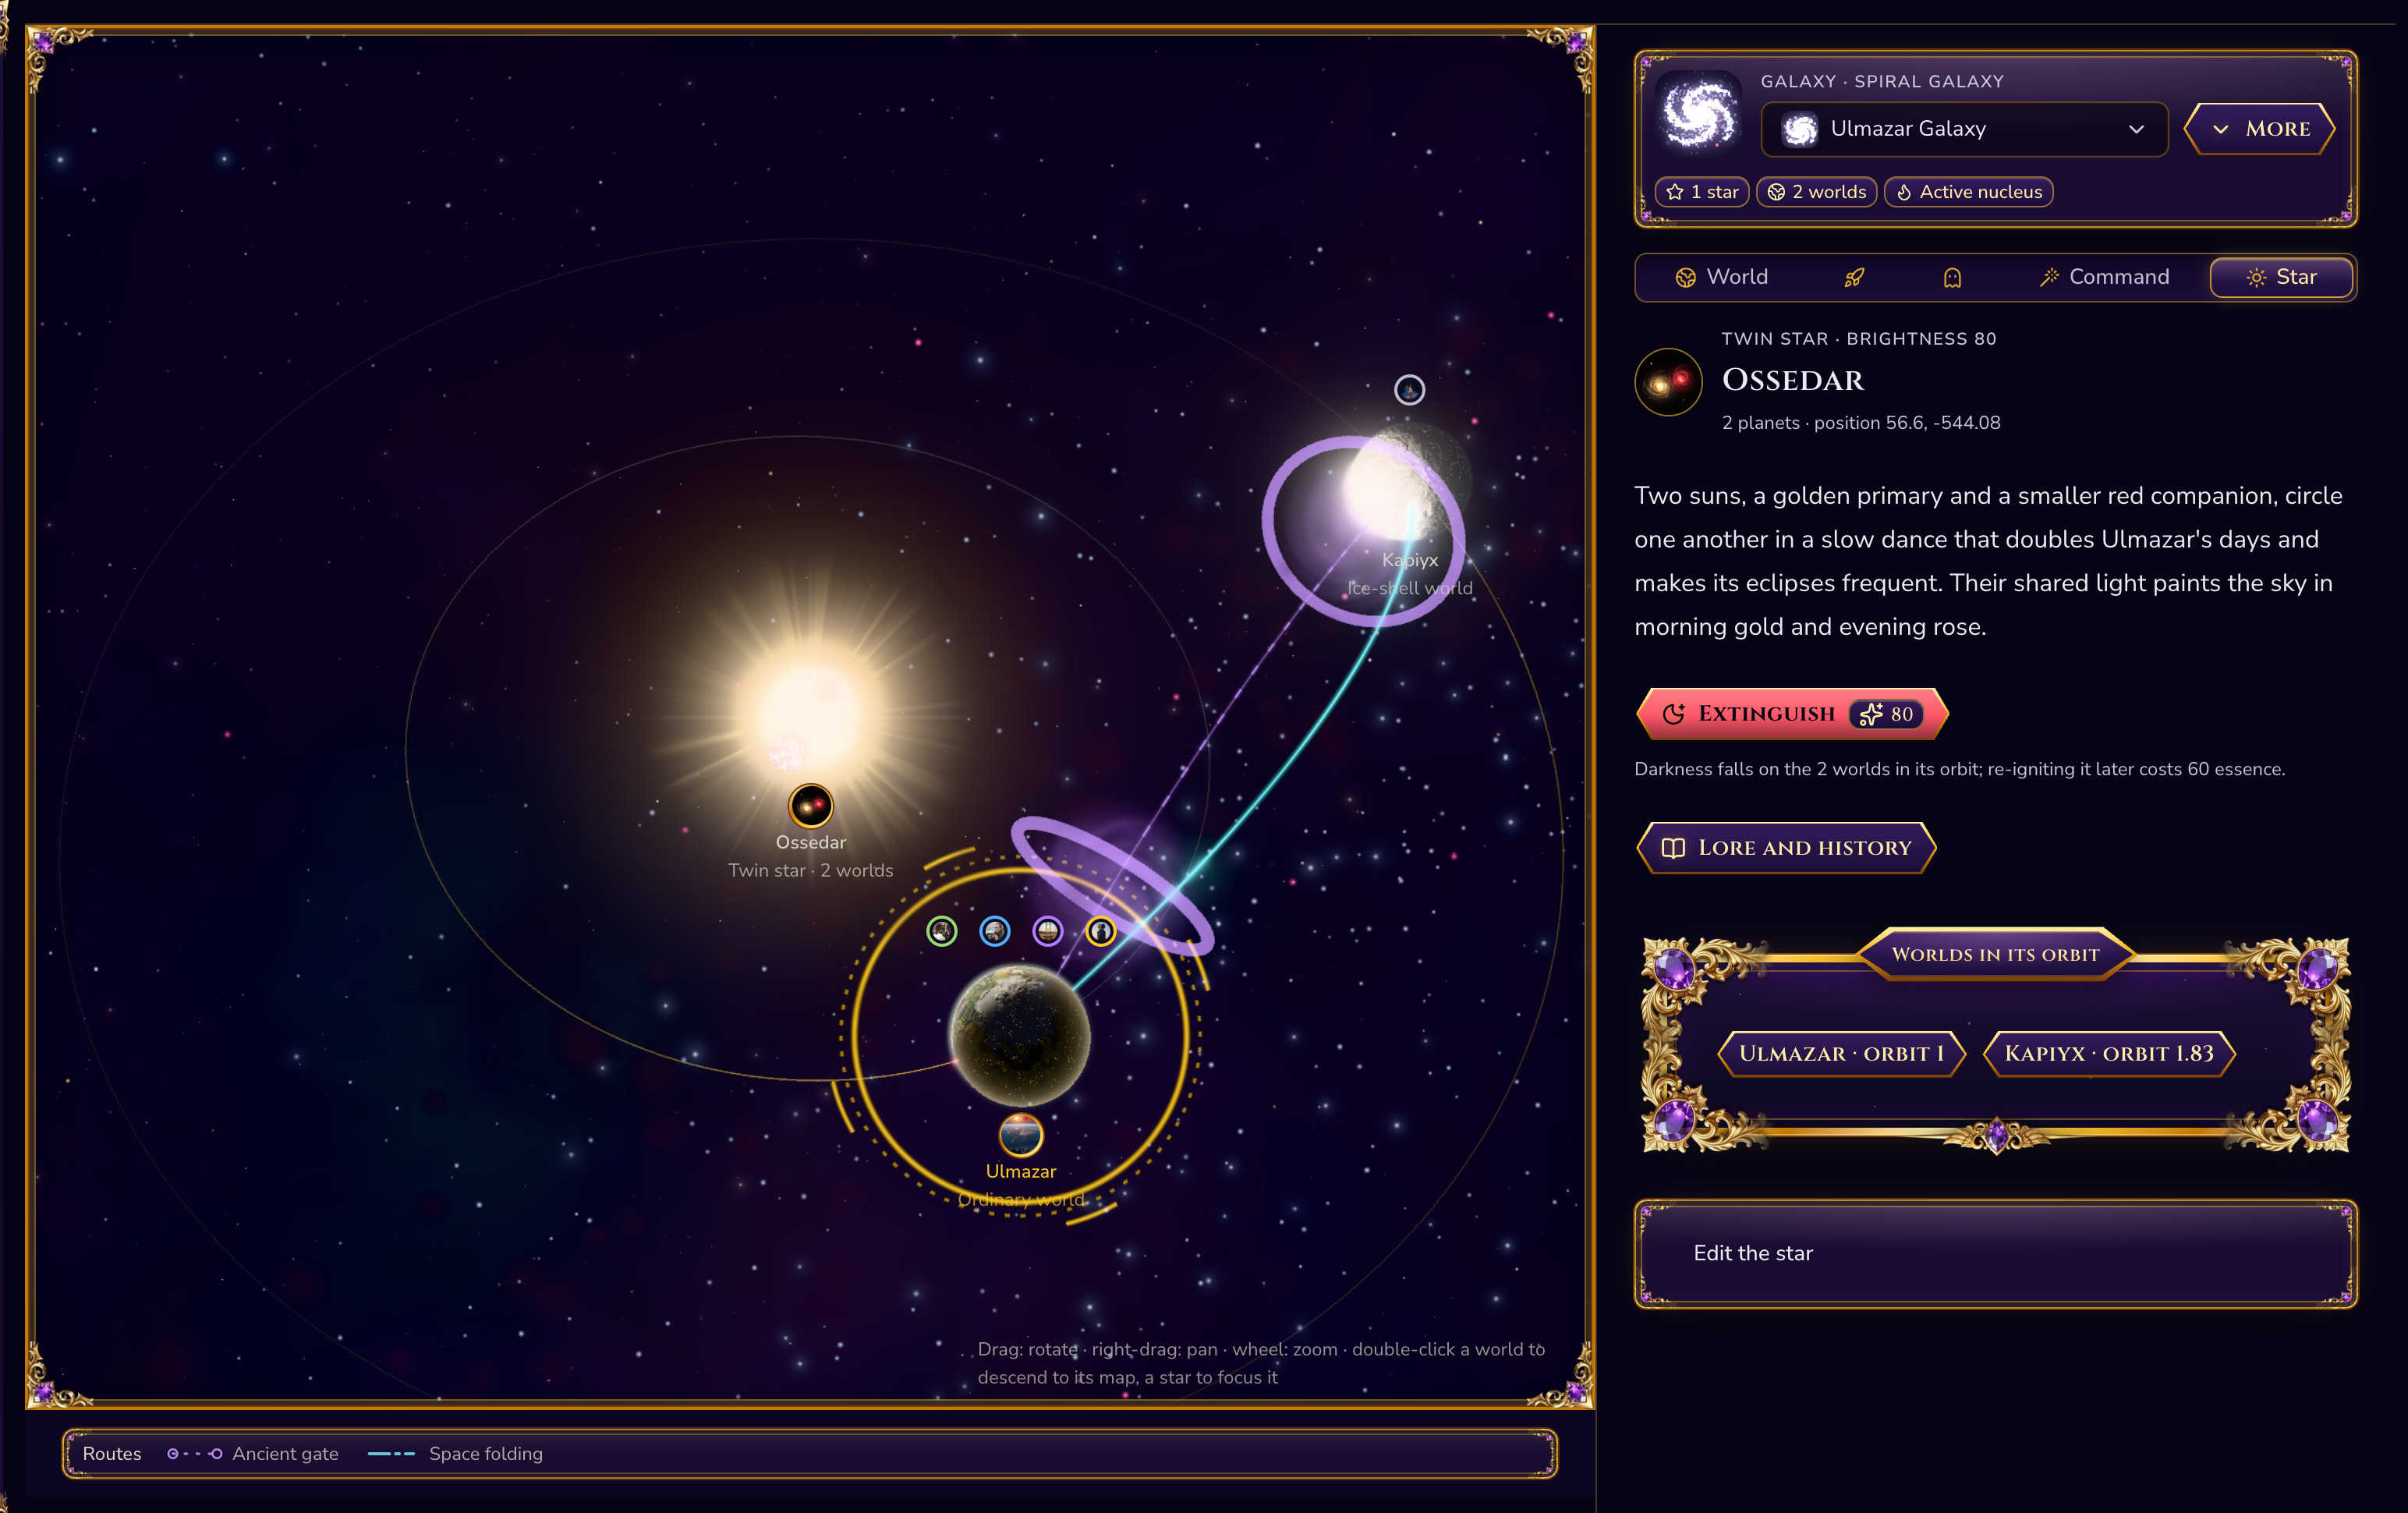 GALAXY · SPIRAL GALAXY
Ulmazar Galaxy
MORE
1 star
2 worlds
Active nucleus
World
Command
Star
TWIN STAR · BRIGHTNESS 80
OSSEDAR
2 planets · position 56.6, -544.08
Two suns, a golden primary and a smaller red companion, circle
one another in a slow dance that doubles Ulmazar's days and
makes its eclipses frequent. Their shared light paints the sky in
morning gold and evening rose.
EXTINGUISH 80
Darkness falls on the 2 worlds in its orbit; re-igniting it later costs 60 essence.
LORE AND HISTORY
WORLDS IN ITS ORBIT
ULMAZAR · ORBIT 1
KAPIYX · ORBIT 1.83
Edit the star
Kapiyx
Ice-shell world
Ossedar
Twin star · 2 worlds
Ulmazar
Ordinary world
Drag: rotate · right-drag: pan · wheel: zoom · double-click a world to
descend to its map, a star to focus it
Routes
Ancient gate
Space folding